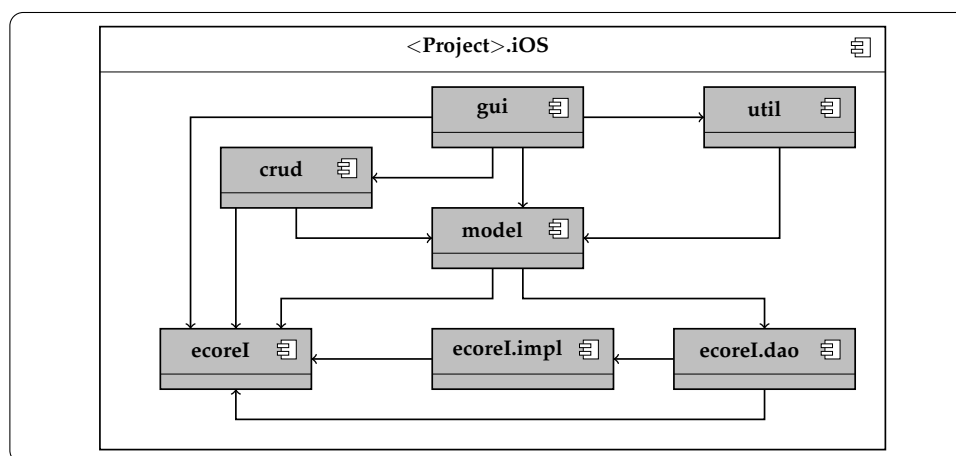 <Project>.iOS
gui
util
crud
model
ecoreI
ecoreI.impl
ecoreI.dao